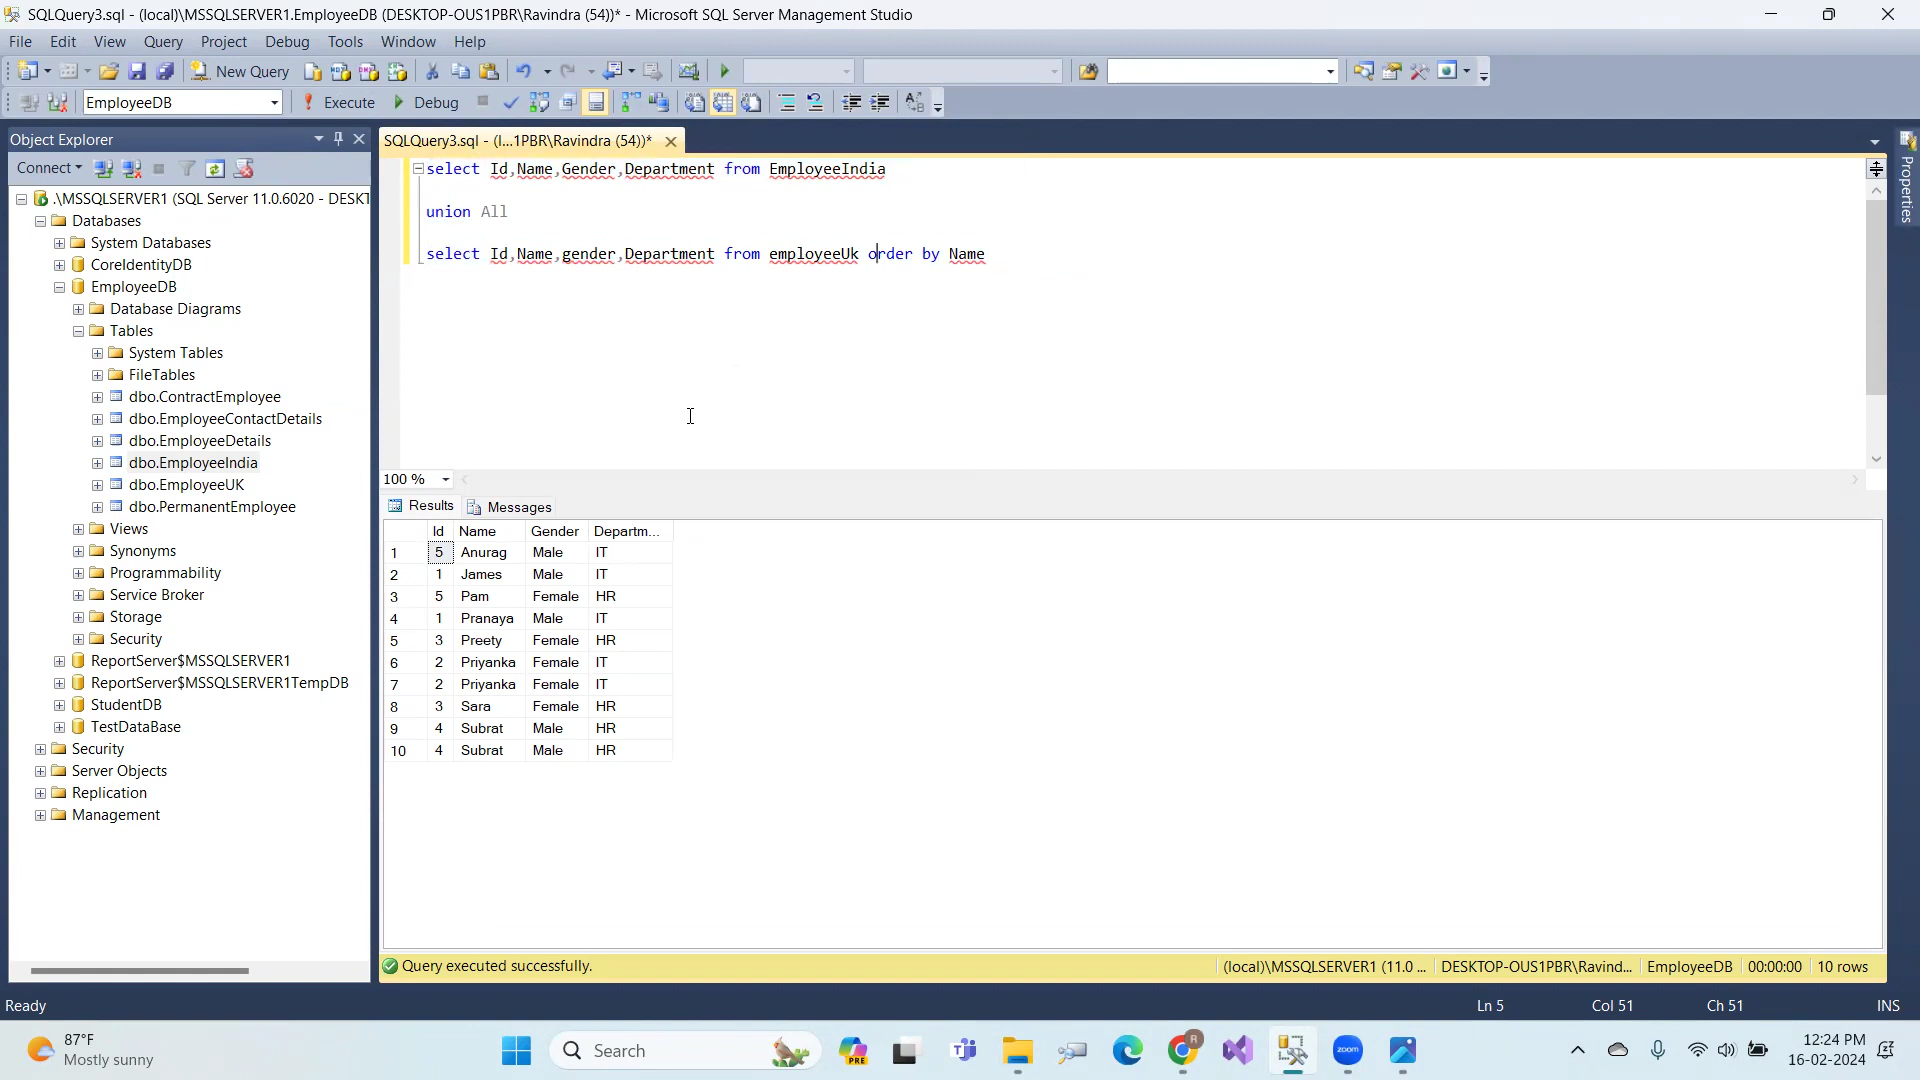 SQLQuery3.sql - (local)\MSSQLSERVER1.EmployeeDB (DESKTOP-OUS1PBR\Ravindra (54))* - Microsoft SQL Server Management Studio
File Edit View Query Project Debug Tools Window Help
New Query
EmployeeDB Execute Debug
Object Explorer
Connect
.\MSSQLSERVER1 (SQL Server 11.0.6020 - DESKT
Databases
System Databases
CoreIdentityDB
EmployeeDB
Database Diagrams
Tables
System Tables
FileTables
dbo.ContractEmployee
dbo.EmployeeContactDetails
dbo.EmployeeDetails
dbo.EmployeeIndia
dbo.EmployeeUK
dbo.PermanentEmployee
Views
Synonyms
Programmability
Service Broker
Storage
Security
ReportServer$MSSQLSERVER1
ReportServer$MSSQLSERVER1TempDB
StudentDB
TestDataBase
Security
Server Objects
Replication
Management
SQLQuery3.sql - (l...1PBR\Ravindra (54))*
select Id,Name,Gender,Department from EmployeeIndia
union All
select Id,Name,gender,Department from employeeUk order by Name
100 %
Results Messages
Id Name Gender Departm...
1 5 Anurag Male IT
2 1 James Male IT
3 5 Pam Female HR
4 1 Pranaya Male IT
5 3 Preety Female HR
6 2 Priyanka Female IT
7 2 Priyanka Female IT
8 3 Sara Female HR
9 4 Subrat Male HR
10 4 Subrat Male HR
Query executed successfully. (local)\MSSQLSERVER1 (11.0 ... DESKTOP-OUS1PBR\Ravind... EmployeeDB 00:00:00 10 rows
Properties
Ready Ln 5 Col 51 Ch 51 INS
87°F
Mostly sunny
Search
PRE
R
zoom
12:24 PM
16-02-2024